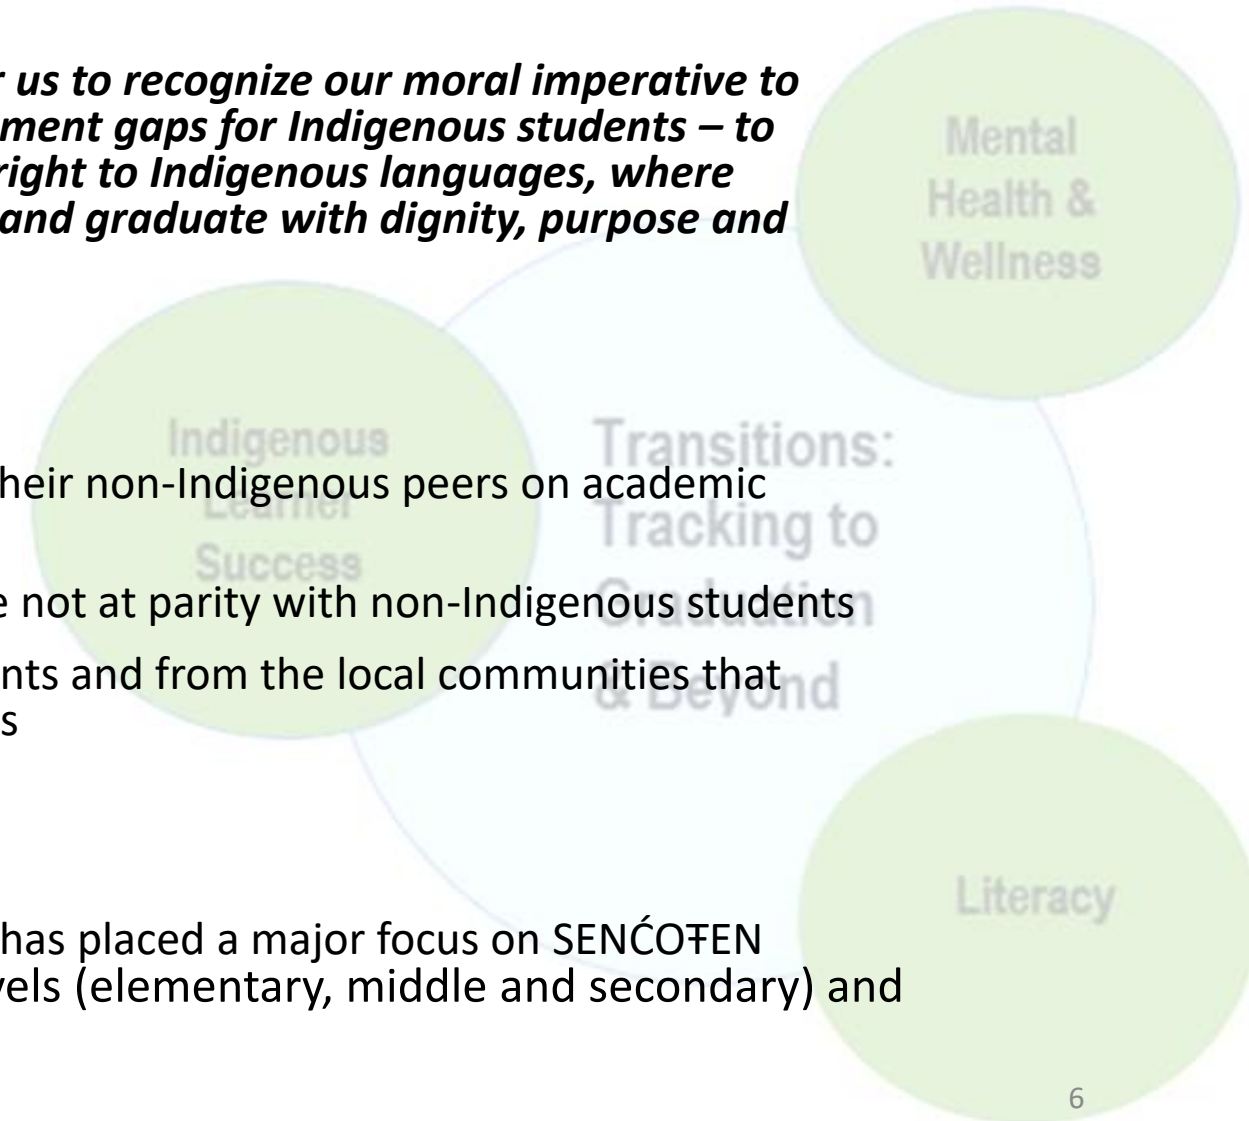 r us to recognize our moral imperative to
ment gaps for Indigenous students – to
right to Indigenous languages, where
and graduate with dignity, purpose and
Mental
Health &
Wellness
Indigenous
Learner
Success
Transitions:
Tracking to
Graduation
& Beyond
heir non-Indigenous peers on academic
e not at parity with non-Indigenous students
nts and from the local communities that
s
Literacy
has placed a major focus on SENĆOŦEN
vels (elementary, middle and secondary) and
6